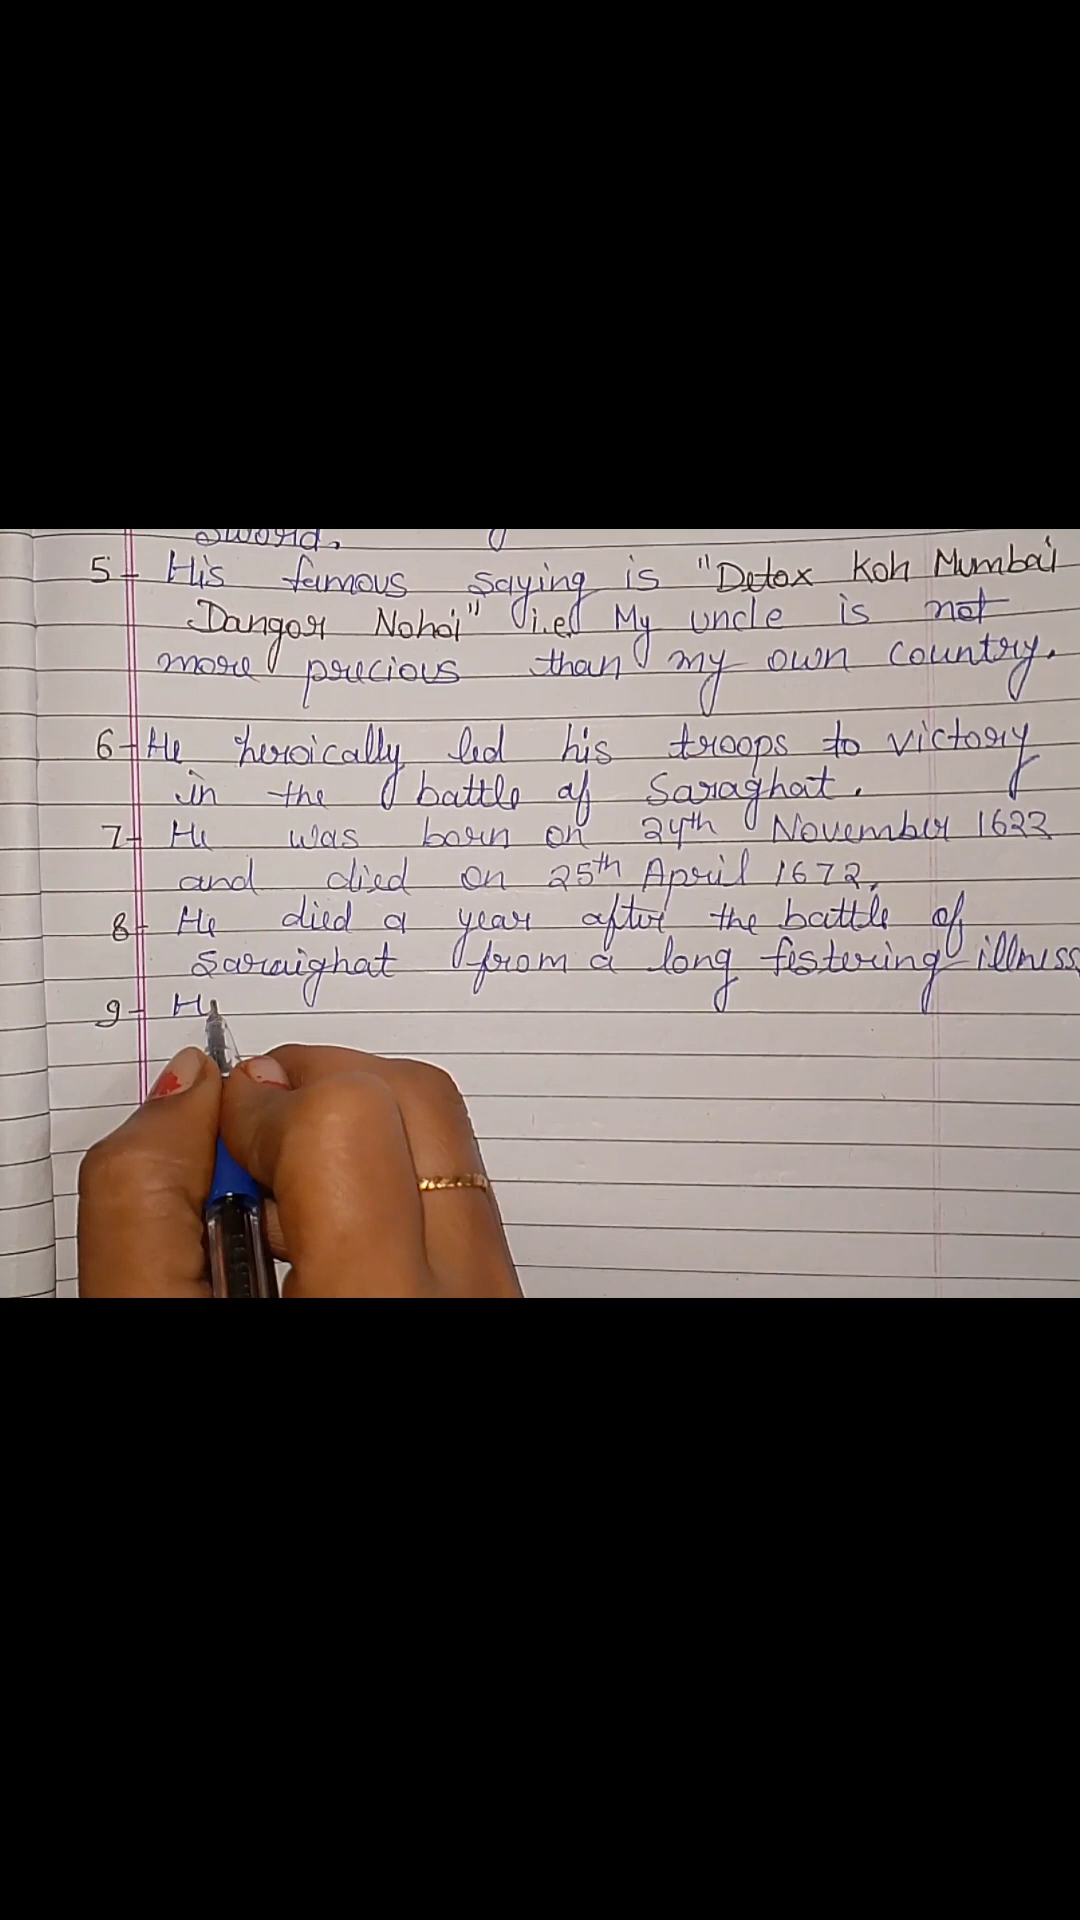 Sword.
5- His famous saying is "Detox Koh Mumbai
Dangor Nohoi" i.e. My uncle is not
more precious than my own country.
6- He heroically led his troops to victory
in the battle of Saraghat.
7- He was born on 24th November 1622
and died on 25th April 1672.
8- He died a year after the battle of
Saraighat from a long festering illness
9- H